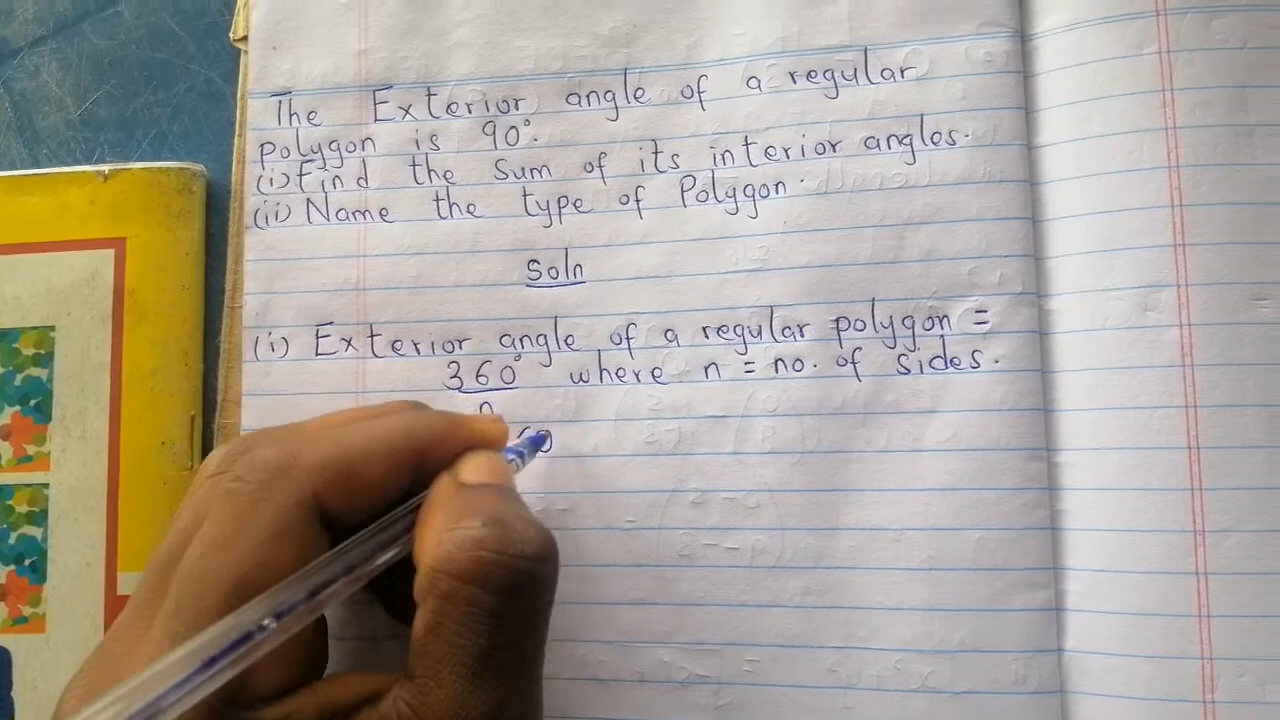 The Exterior angle of a regular
polygon is 90°.
(i) Find the sum of its interior angles.
(ii) Name the type of Polygon.
Soln
(i) Exterior angle of a regular polygon =
360° where n = no. of sides.
n
60